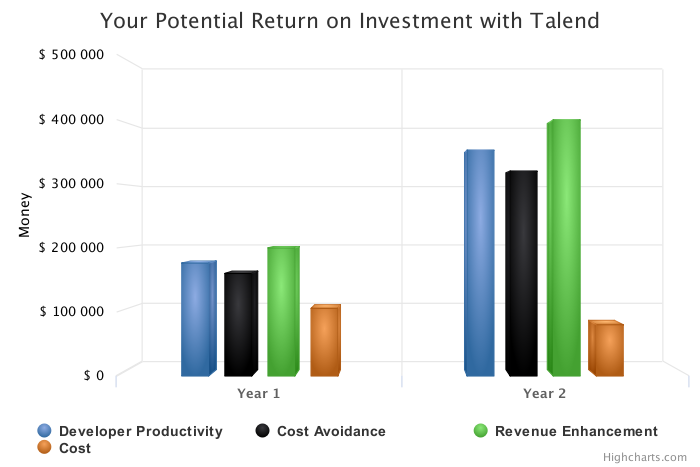 Your Potential Return on Investment with Talend
$ 500 000
$ 400 000
$ 300 000
$ 200 000
$ 100 000
$ 0
Money
Year 1
Year 2
Developer Productivity
Cost Avoidance
Revenue Enhancement
Cost
Highcharts.com